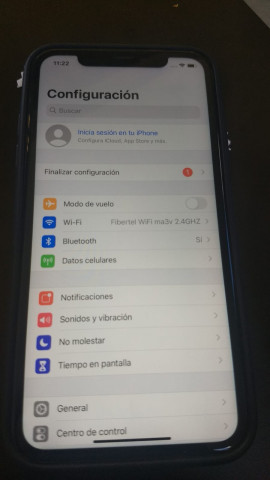 11:22
Configuración
Buscar
Inicia sesión en tu iPhone
Configura iCloud, App Store y más.
Finalizar configuración 1
Modo de vuelo
Wi-Fi Fibertel WiFi ma3v 2.4GHZ
Bluetooth Sí
Datos celulares
Notificaciones
Sonidos y vibración
No molestar
Tiempo en pantalla
General
Centro de control